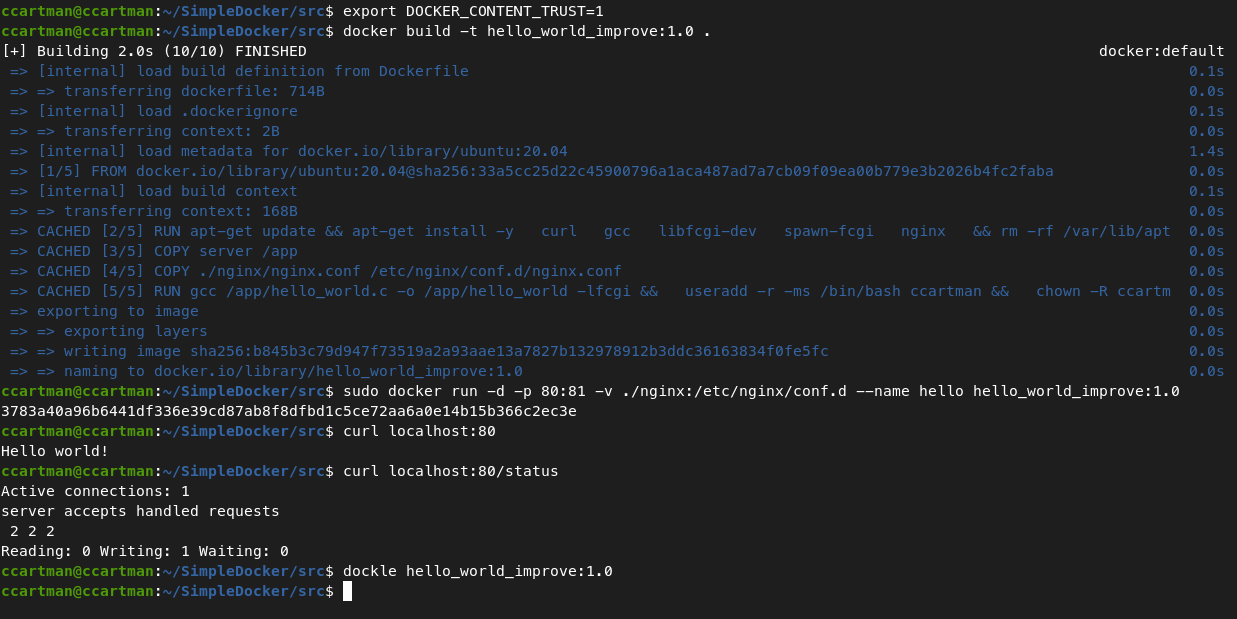 ccartman@ccartman:~/SimpleDocker/src$ export DOCKER_CONTENT_TRUST=1
ccartman@ccartman:~/SimpleDocker/src$ docker build -t hello_world_improve:1.0 .
[+] Building 2.0s (10/10) FINISHED docker:default
=> [internal] load build definition from Dockerfile 0.1s
=> => transferring dockerfile: 714B 0.0s
=> [internal] load .dockerignore 0.1s
=> => transferring context: 2B 0.0s
=> [internal] load metadata for docker.io/library/ubuntu:20.04 1.4s
=> [1/5] FROM docker.io/library/ubuntu:20.04@sha256:33a5cc25d22c45900796a1aca487ad7a7cb09f09ea00b779e3b2026b4fc2faba 0.0s
=> [internal] load build context 0.1s
=> => transferring context: 168B 0.0s
=> CACHED [2/5] RUN apt-get update && apt-get install -y curl gcc libfcgi-dev spawn-fcgi nginx && rm -rf /var/lib/apt 0.0s
=> CACHED [3/5] COPY server /app 0.0s
=> CACHED [4/5] COPY ./nginx/nginx.conf /etc/nginx/conf.d/nginx.conf 0.0s
=> CACHED [5/5] RUN gcc /app/hello_world.c -o /app/hello_world -lfcgi && useradd -r -ms /bin/bash ccartman && chown -R ccartm 0.0s
=> exporting to image 0.0s
=> => exporting layers 0.0s
=> => writing image sha256:b845b3c79d947f73519a2a93aae13a7827b132978912b3ddc36163834f0fe5fc 0.0s
=> => naming to docker.io/library/hello_world_improve:1.0 0.0s
ccartman@ccartman:~/SimpleDocker/src$ sudo docker run -d -p 80:81 -v ./nginx:/etc/nginx/conf.d --name hello hello_world_improve:1.0
3783a40a96b6441df336e39cd87ab8f8dfbd1c5ce72aa6a0e14b15b366c2ec3e
ccartman@ccartman:~/SimpleDocker/src$ curl localhost:80
Hello world!
ccartman@ccartman:~/SimpleDocker/src$ curl localhost:80/status
Active connections: 1
server accepts handled requests
2 2 2
Reading: 0 Writing: 1 Waiting: 0
ccartman@ccartman:~/SimpleDocker/src$ dockle hello_world_improve:1.0
ccartman@ccartman:~/SimpleDocker/src$